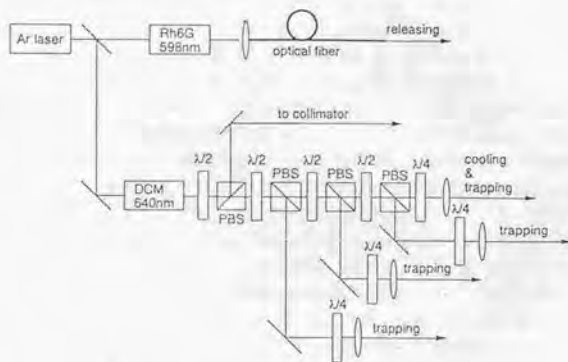 Ar laser
Rh6G
598nm
optical fiber
releasing
to collimator
λ/2
λ/2
PBS
λ/2
PBS
λ/2
PBS
λ/4
cooling
&
trapping
DCM
640nm
PBS
λ/4
trapping
λ/4
trapping
λ/4
trapping